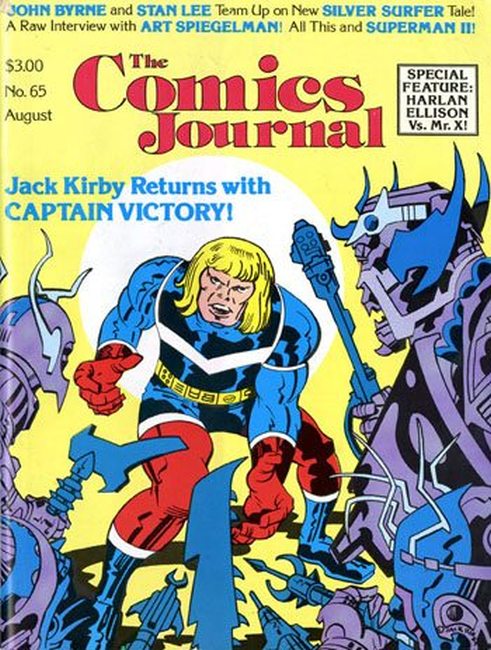 JOHN BYRNE and STAN LEE Team Up on New SILVER SURFER Tale!
A Raw Interview with ART SPIEGELMAN! All This and SUPERMAN II!
$3.00
No. 65
August
The
Comics
Journal
SPECIAL
FEATURE:
HARLAN
ELLISON
Vs. Mr. X!
Jack Kirby Returns with
CAPTAIN VICTORY!